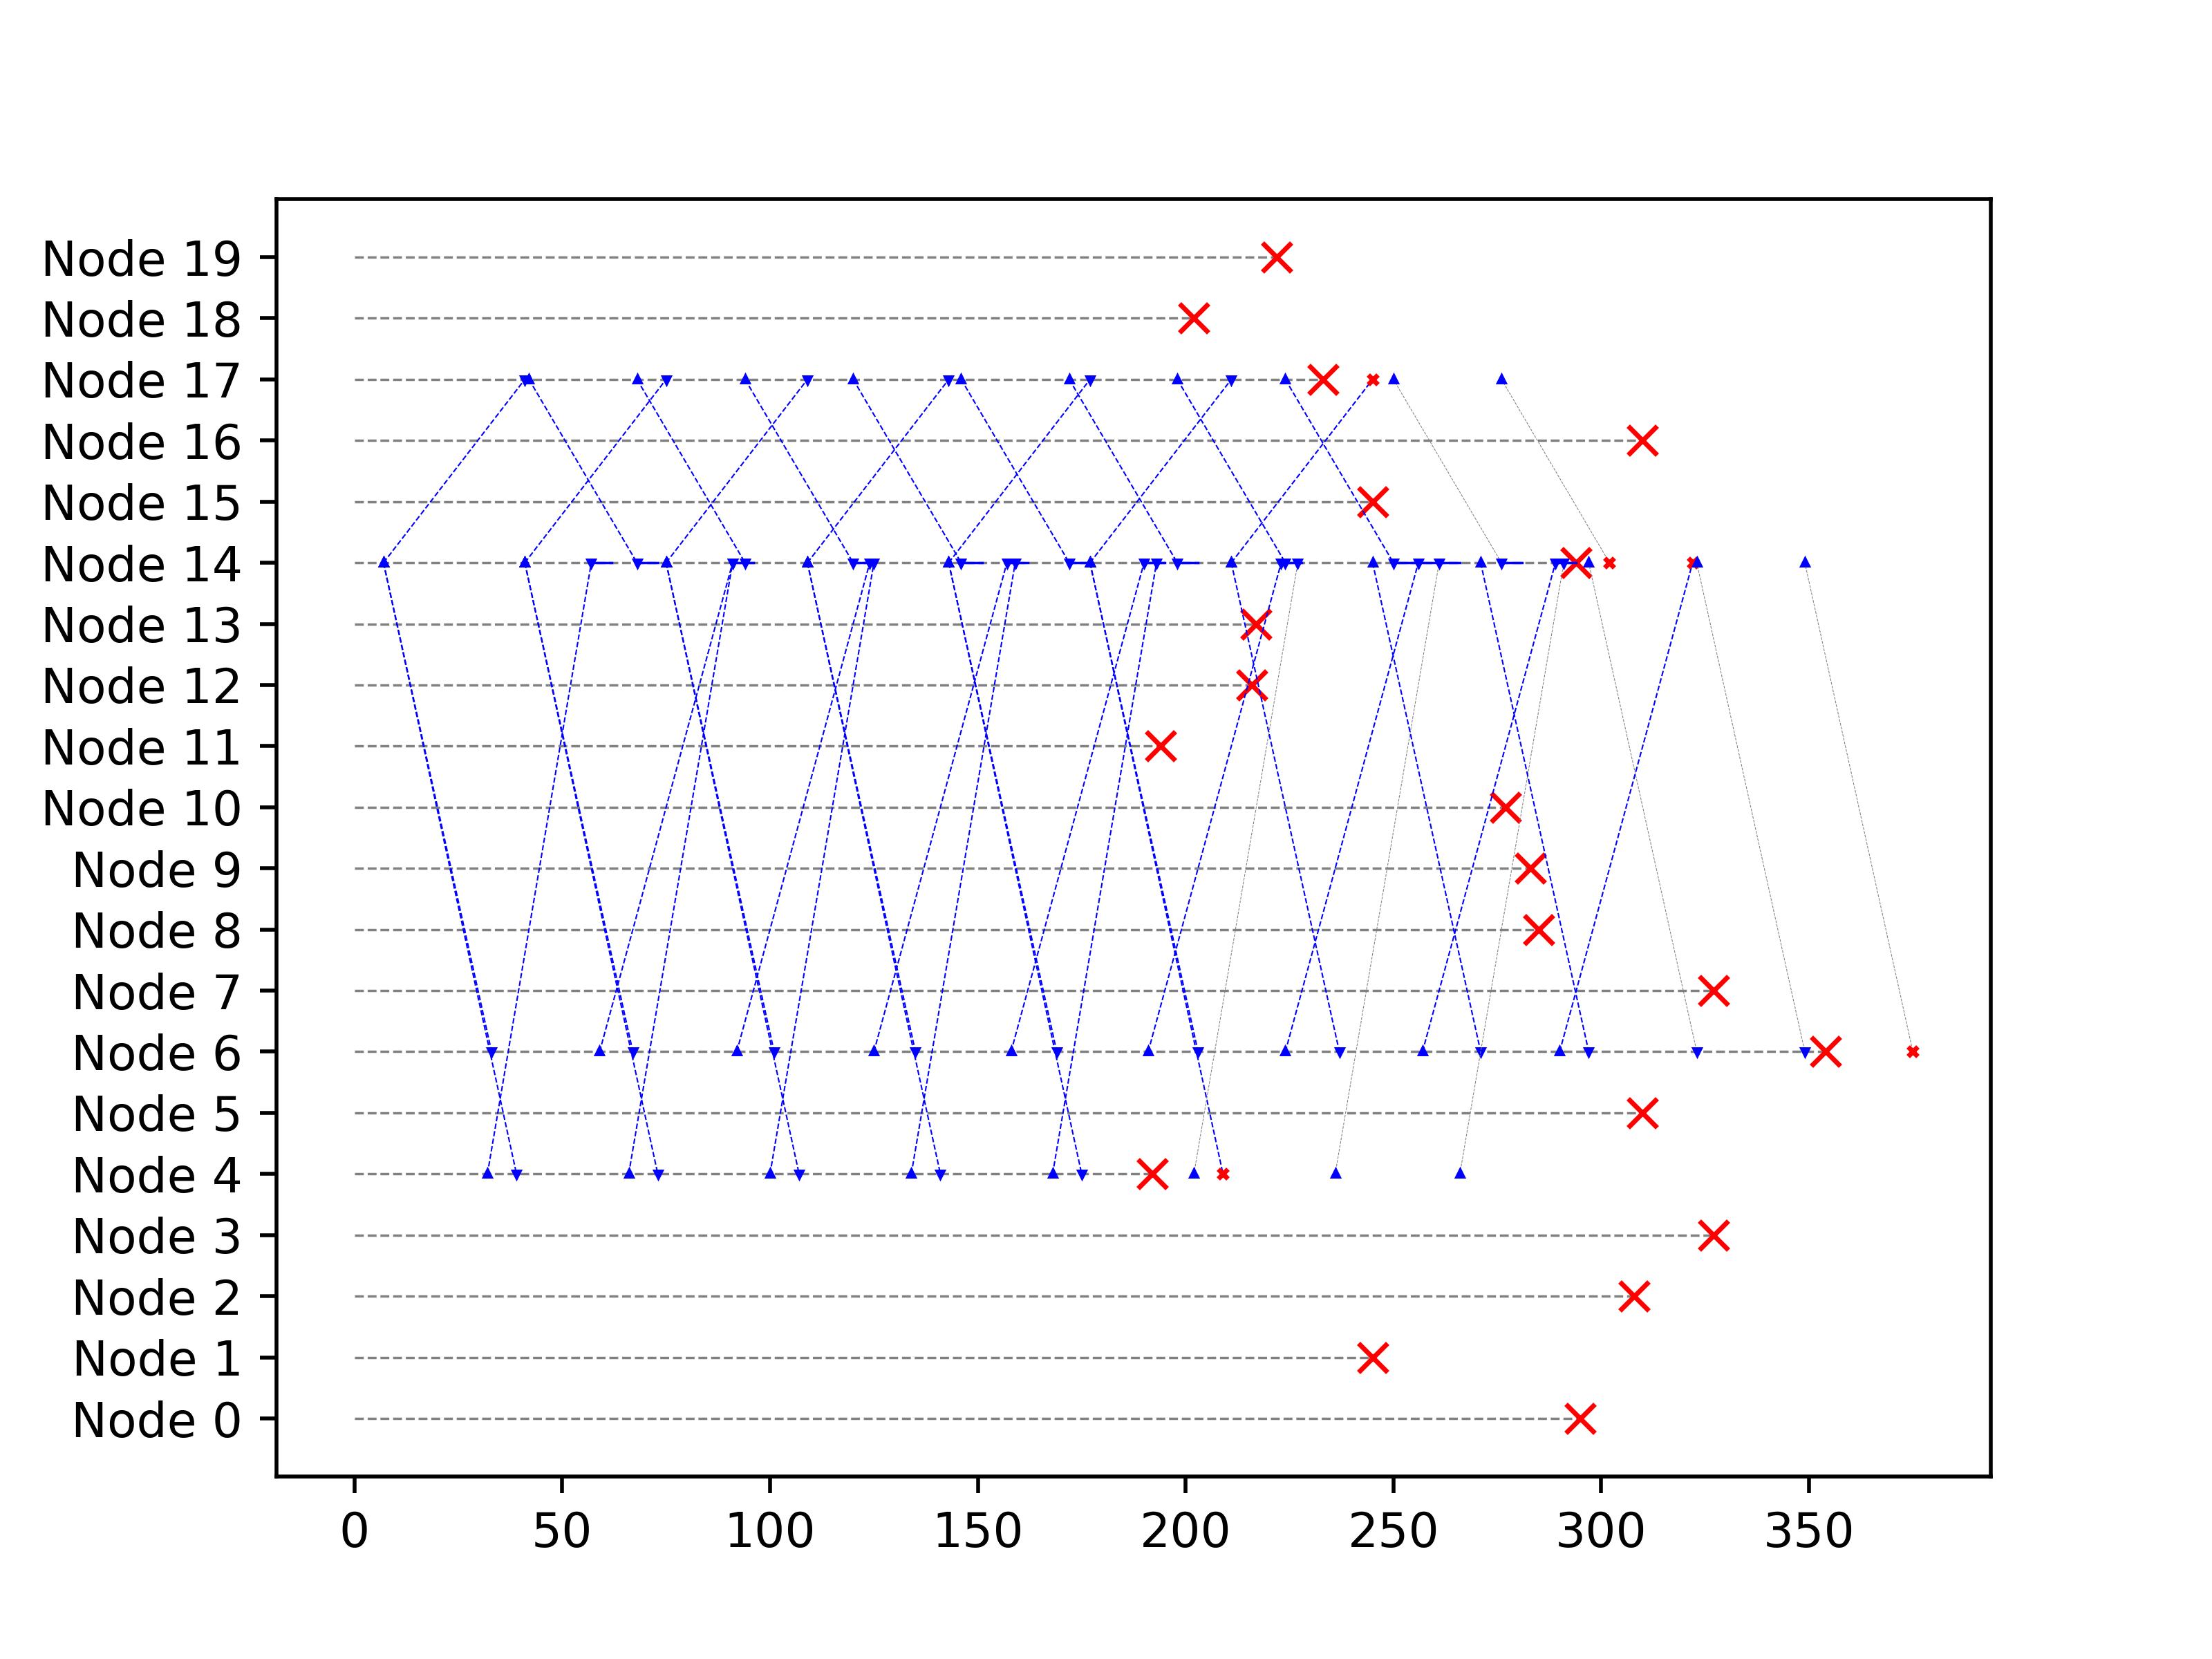 Node 19
Node 18
Node 17
Node 16
Node 15
Node 14
Node 13
Node 12
Node 11
Node 10
Node 9
Node 8
Node 7
Node 6
Node 5
Node 4
Node 3
Node 2
Node 1
Node 0
0 50 100 150 200 250 300 350